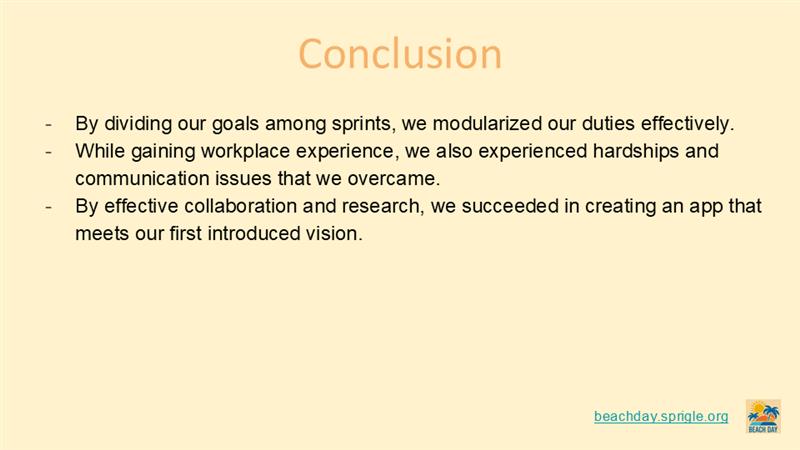 Conclusion
- By dividing our goals among sprints, we modularized our duties effectively.
- While gaining workplace experience, we also experienced hardships and
communication issues that we overcame.
- By effective collaboration and research, we succeeded in creating an app that
meets our first introduced vision.
beachday.sprigle.org
BEACH DAY